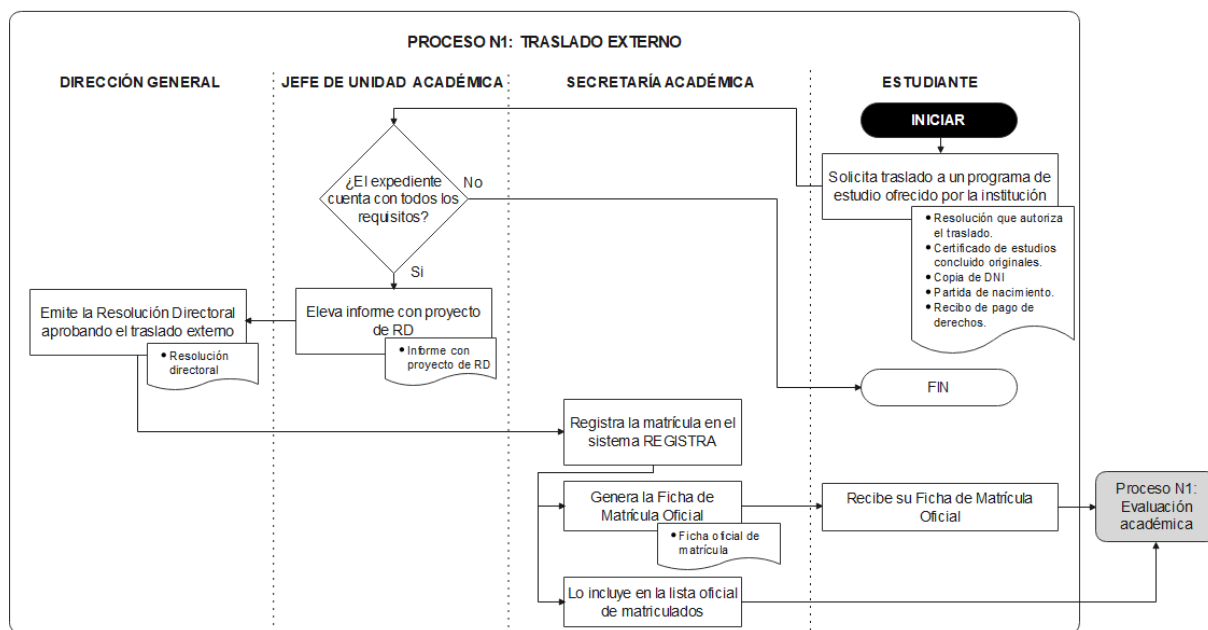 PROCESO N1: TRASLADO EXTERNO
DIRECCIÓN GENERAL
JEFE DE UNIDAD ACADÉMICA
SECRETARÍA ACADÉMICA
ESTUDIANTE
INICIAR
Solicita traslado a un programa de
estudio ofrecido por la institución
• Resolución que autoriza
el traslado.
• Certificado de estudios
concluido originales.
• Copia de DNI
• Partida de nacimiento.
• Recibo de pago de
derechos.
¿El expediente
cuenta con todos los
requisitos?
No
Si
Eleva informe con proyecto
de RD
• Informe con
proyecto de RD
Emite la Resolución Directoral
aprobando el traslado externo
• Resolución
directoral
FIN
Registra la matrícula en el
sistema REGISTRA
Genera la Ficha de
Matrícula Oficial
• Ficha oficial de
matrícula
Recibe su Ficha de Matrícula
Oficial
Proceso N1:
Evaluación
académica
Lo incluye en la lista oficial
de matriculados